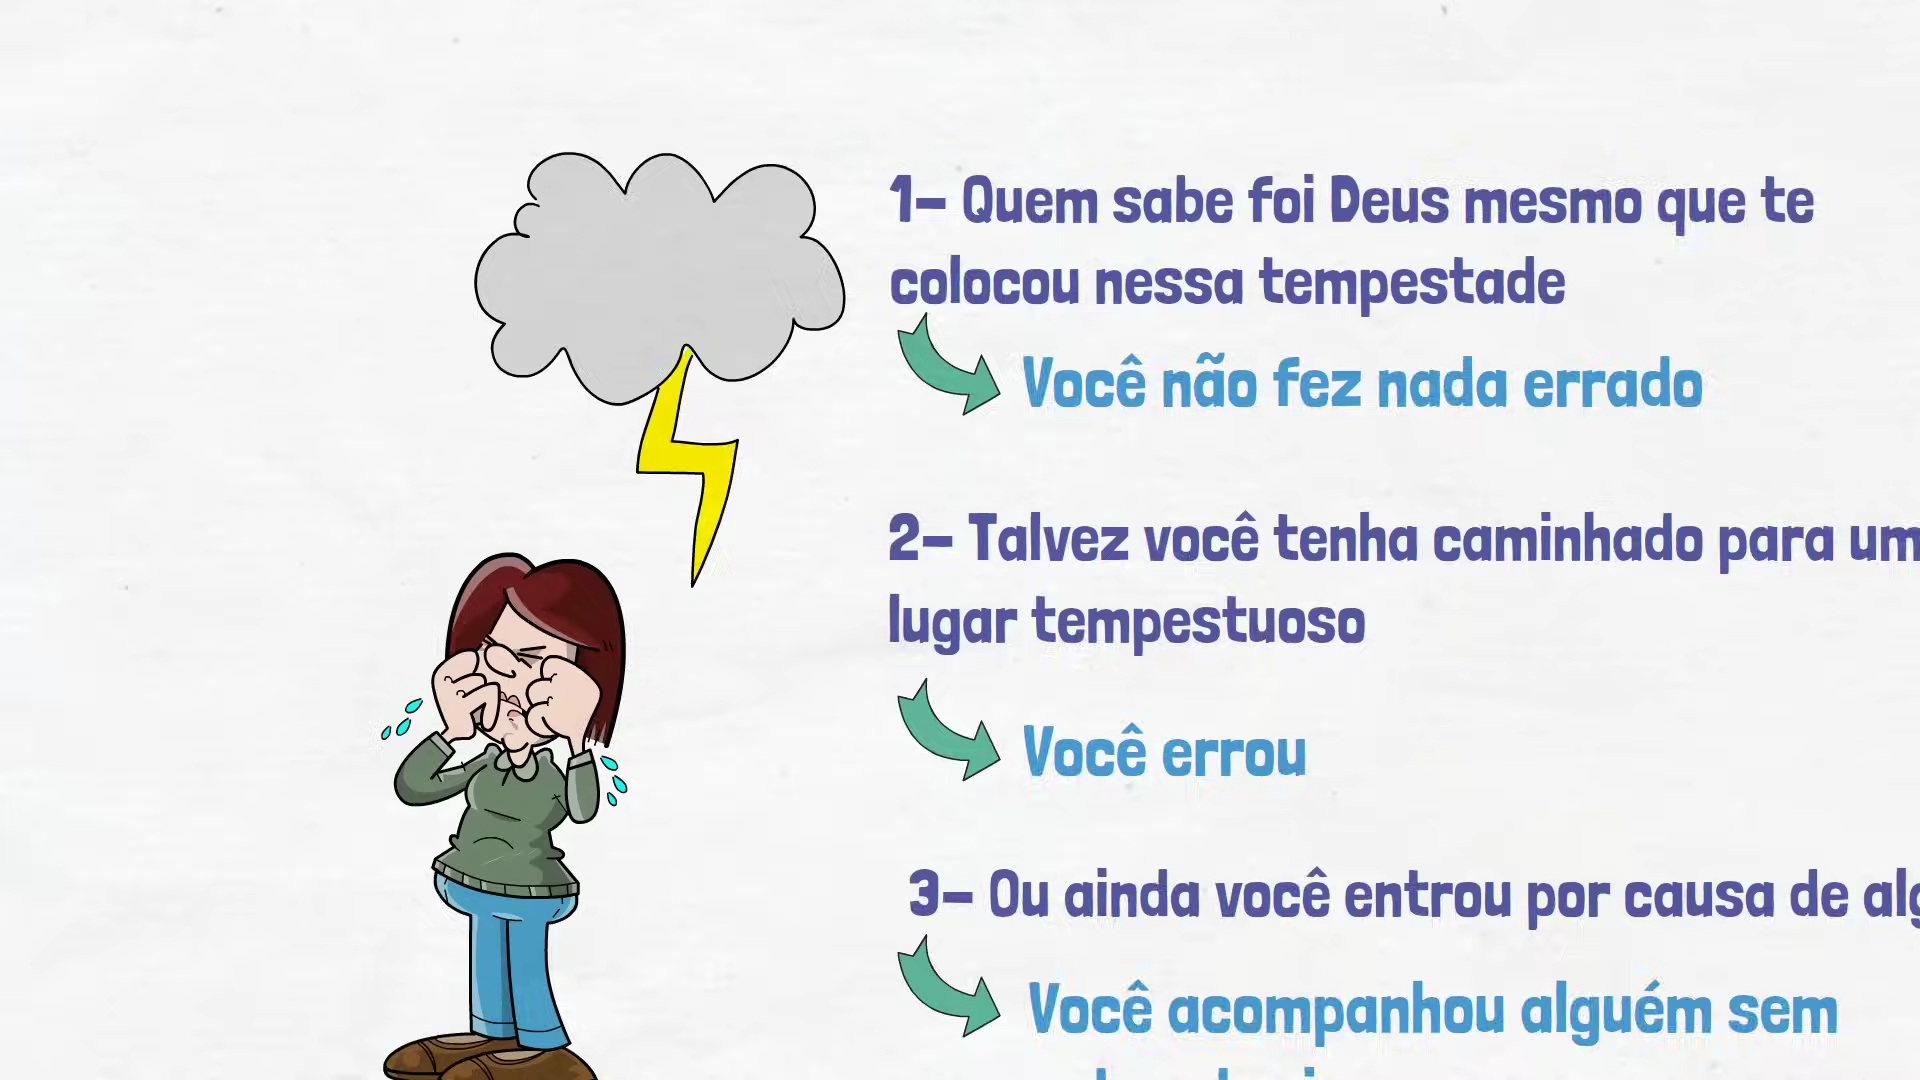 1- Quem sabe foi Deus mesmo que te
colocou nessa tempestade
Você não fez nada errado
2- Talvez você tenha caminhado para um
lugar tempestuoso
Você errou
3- Ou ainda você entrou por causa de
Você acompanhou alguém sem